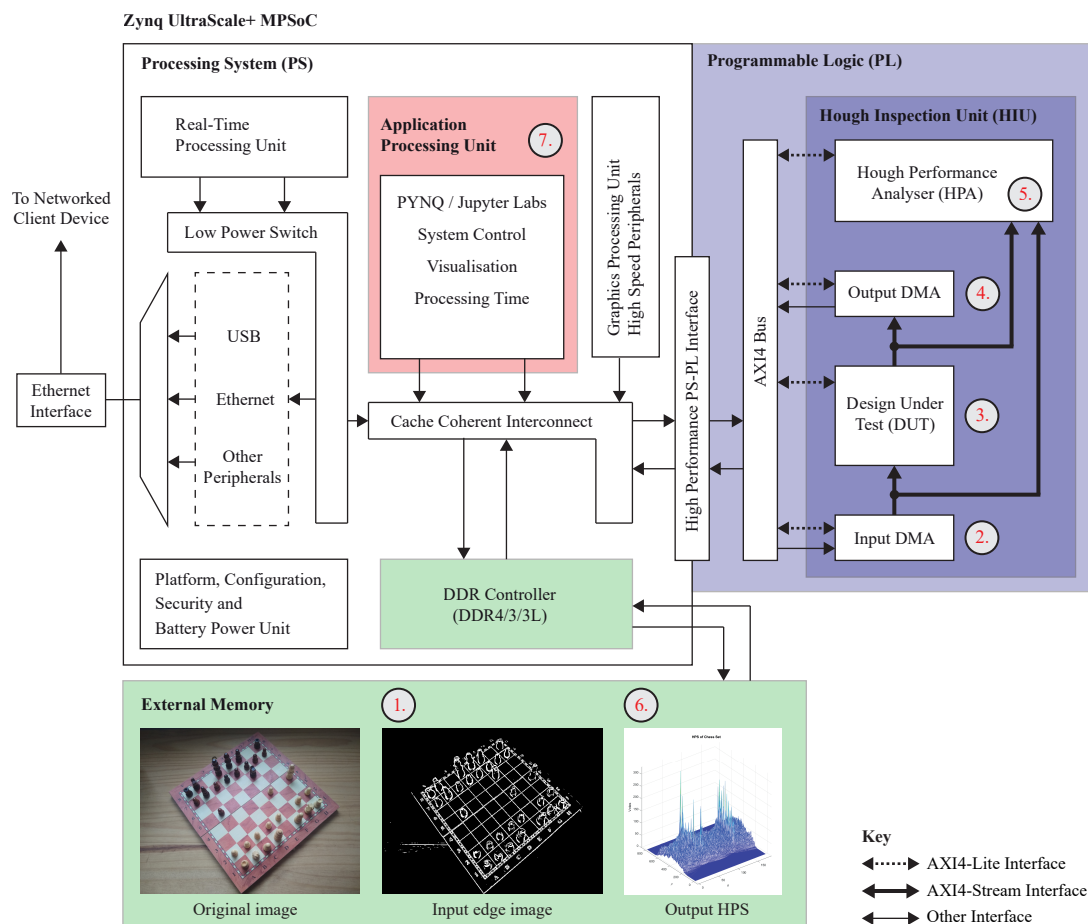 Zynq UltraScale+ MPSoC
Processing System (PS)
Programmable Logic (PL)
Real-Time
Processing Unit
Application
Processing Unit
7.
Graphics Processing Unit
High Speed Peripherals
Hough Inspection Unit (HIU)
Hough Performance
Analyser (HPA)
5.
To Networked
Client Device
Low Power Switch
PYNQ / Jupyter Labs
System Control
Visualisation
Processing Time
High Performance PS-PL Interface
AXI4 Bus
Output DMA
4.
USB
Ethernet
Other
Peripherals
Ethernet
Interface
Cache Coherent Interconnect
Design Under
Test (DUT)
3.
Input DMA
2.
Platform, Configuration,
Security and
Battery Power Unit
DDR Controller
(DDR4/3/3L)
External Memory
1.
6.
HPS of Chess Set
Original image
Input edge image
Output HPS
Key
AXI4-Lite Interface
AXI4-Stream Interface
Other Interface